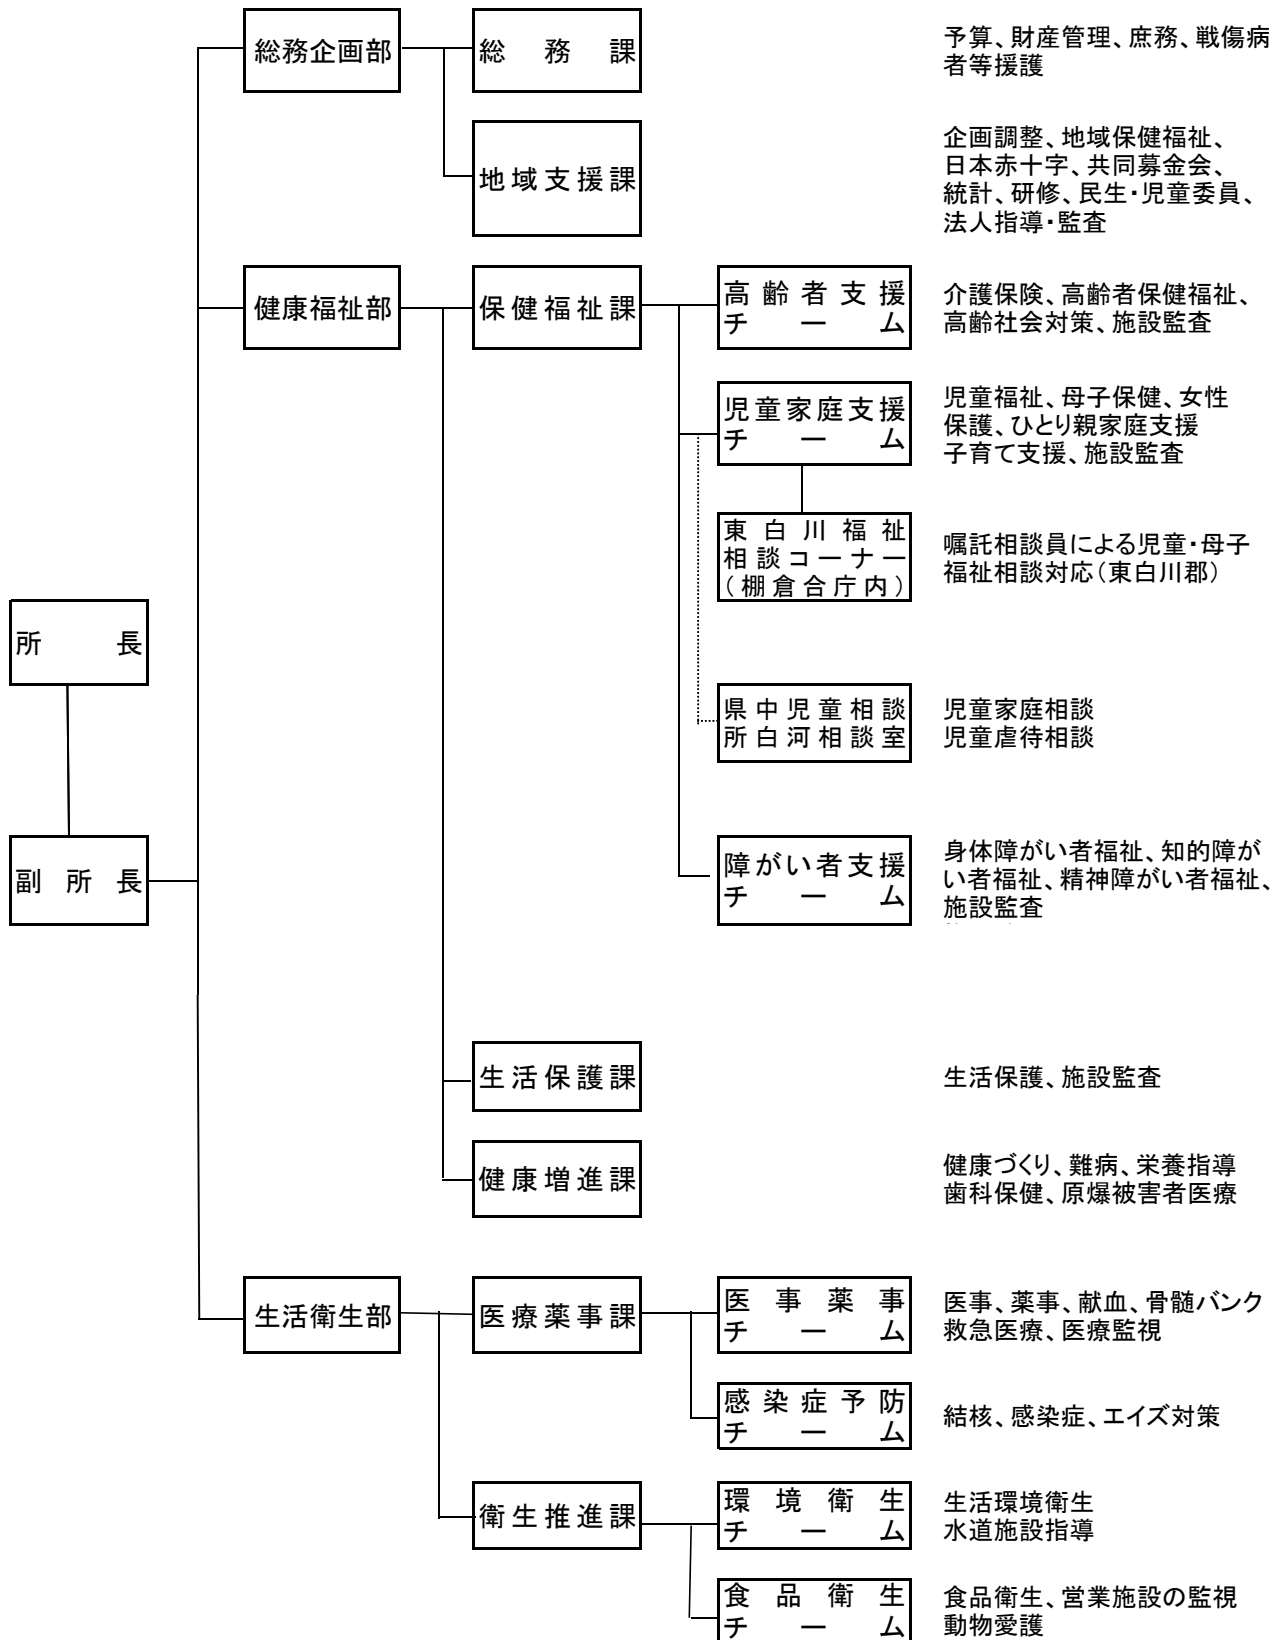 総務企画部
総務課
予算、財産管理、庶務、戦傷病
者等援護
地域支援課
企画調整、地域保健福祉、
日本赤十字、共同募金会、
統計、研修、民生・児童委員、
法人指導・監査
健康福祉部
保健福祉課
高齢者支援
チーム
介護保険、高齢者保健福祉、
高齢社会対策、施設監査
児童家庭支援
チーム
児童福祉、母子保健、女性
保護、ひとり親家庭支援
子育て支援、施設監査
東白川福祉
相談コーナー
(棚倉合庁内)
嘱託相談員による児童・母子
福祉相談対応(東白川郡)
所長
県中児童相談
所白河相談室
児童家庭相談
児童虐待相談
副所長
障がい者支援
チーム
身体障がい者福祉、知的障が
い者福祉、精神障がい者福祉、
施設監査
生活保護課
生活保護、施設監査
健康増進課
健康づくり、難病、栄養指導
歯科保健、原爆被害者医療
生活衛生部
医療薬事課
医事薬事
チーム
医事、薬事、献血、骨髄バンク
救急医療、医療監視
感染症予防
チーム
結核、感染症、エイズ対策
衛生推進課
環境衛生
チーム
生活環境衛生
水道施設指導
食品衛生
チーム
食品衛生、営業施設の監視
動物愛護